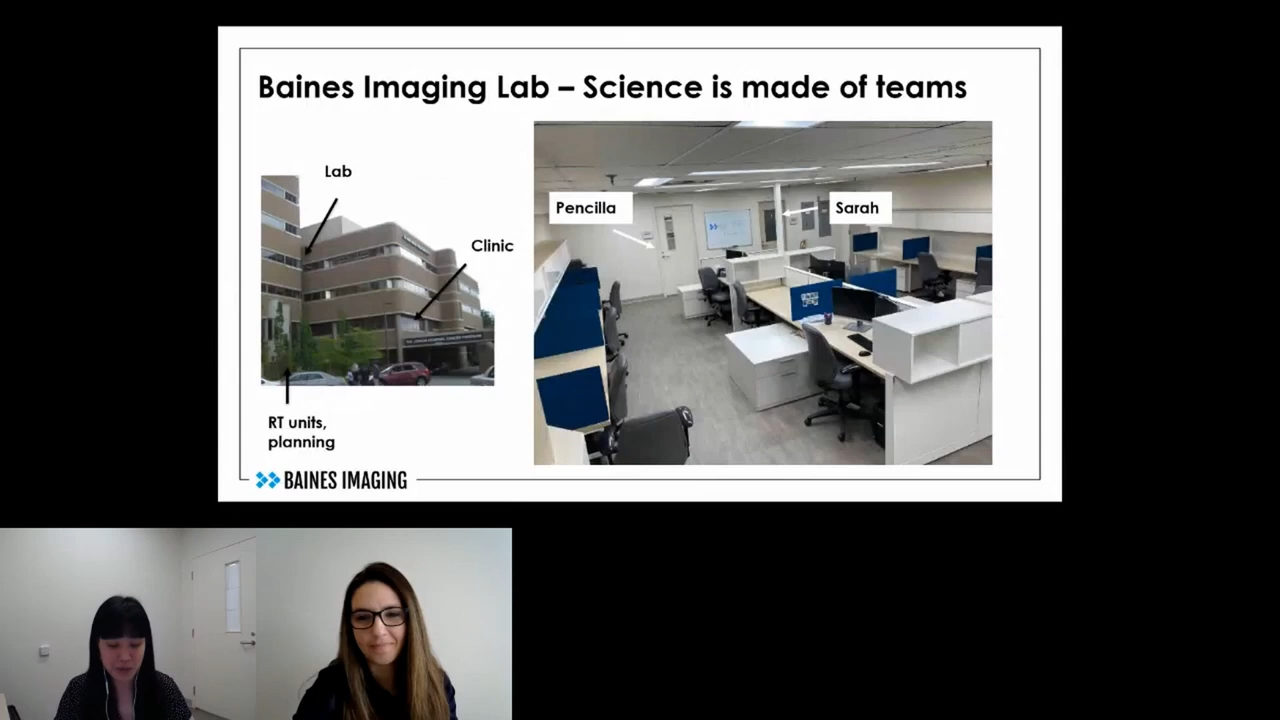 Baines Imaging Lab – Science is made of teams
Lab
Clinic
RT units,
planning
Pencilla
Sarah
BAINES IMAGING